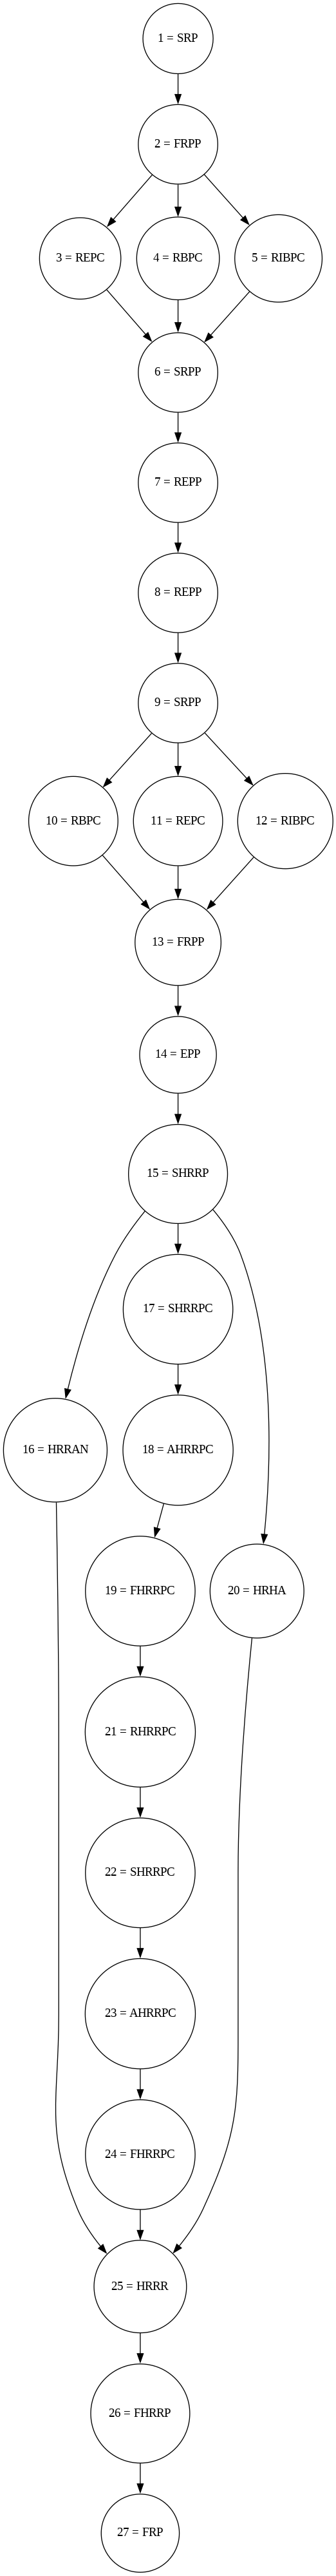 1 = SRP
2 = FRPP
3 = REPC
4 = RBPC
5 = RIBPC
6 = SRPP
7 = REPP
8 = REPP
9 = SRPP
10 = RBPC
11 = REPC
12 = RIBPC
13 = FRPP
14 = EPP
15 = SHRRP
17 = SHRRPC
16 = HRRAN
18 = AHRRPC
19 = FHRRPC
20 = HRHA
21 = RHRRPC
22 = SHRRPC
23 = AHRRPC
24 = FHRRPC
25 = HRRR
26 = FHRRP
27 = FRP